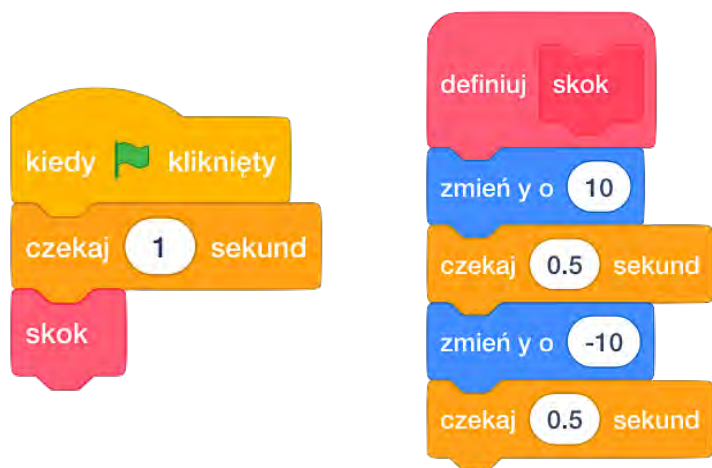 kiedy kliknięty
czekaj 1 sekund
skok
definiuj skok
zmień y o 10
czekaj 0.5 sekund
zmień y o -10
czekaj 0.5 sekund